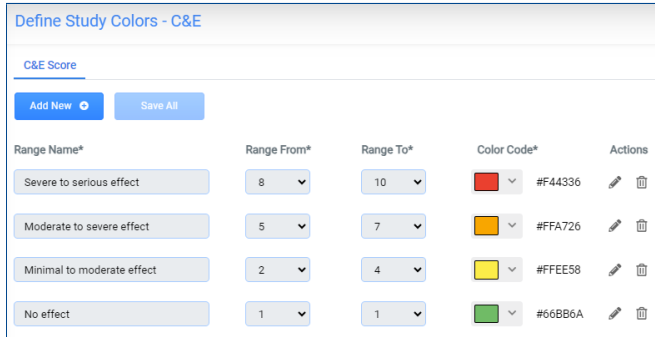 Define Study Colors - C&E
C&E Score
Add New Save All
Range Name* Range From* Range To* Color Code* Actions
Severe to serious effect 8 10 #F44336
Moderate to severe effect 5 7 #FFA726
Minimal to moderate effect 2 4 #FFEE58
No effect 1 1 #66BB6A